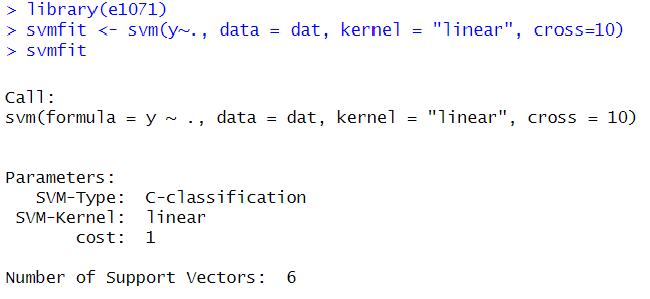 > library(e1071)
> svmfit <- svm(y~., data = dat, kernel = "linear", cross=10)
> svmfit
Call:
svm(formula = y ~ ., data = dat, kernel = "linear", cross = 10)
Parameters:
SVM-Type: C-classification
SVM-Kernel: linear
cost: 1
Number of Support Vectors: 6